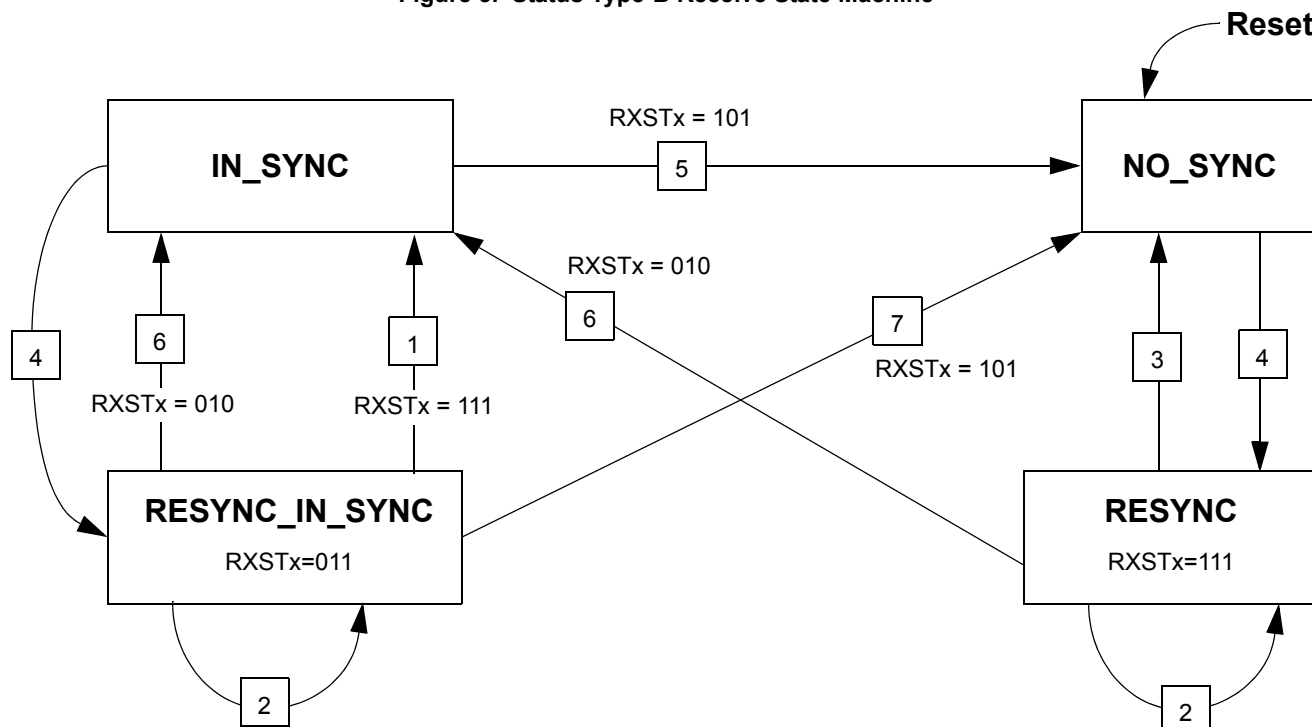 Figure 3. Status Type-B Receive State Machine
Reset
IN_SYNC
RXSTx = 101
5
NO_SYNC
RXSTx = 010
6
7
RXSTx = 101
4
6
1
3
4
RXSTx = 010
RXSTx = 111
RESYNC_IN_SYNC
RXSTx=011
RESYNC
RXSTx=111
2
2